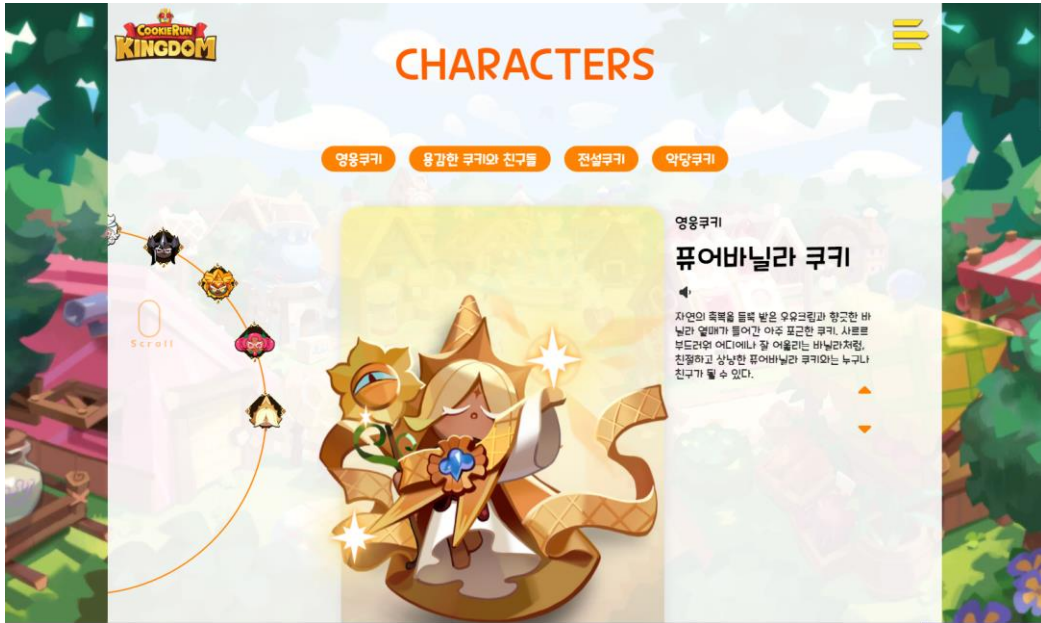 COOKIERUN
KINGDOM
CHARACTERS
영웅쿠키
용감한 쿠키와 친구들
전설쿠키
악당쿠키
영웅쿠키
퓨어바닐라 쿠키
자연의 축복을 듬뿍 받은 우유크림과 향긋한 바
닐라 열매가 들어간 아주 포근한 쿠키. 사르르
부드러워 어디에나 잘 어울리는 바닐라처럼,
친절하고 상냥한 퓨어바닐라 쿠키와는 누구나
친구가 될 수 있다.
Scroll